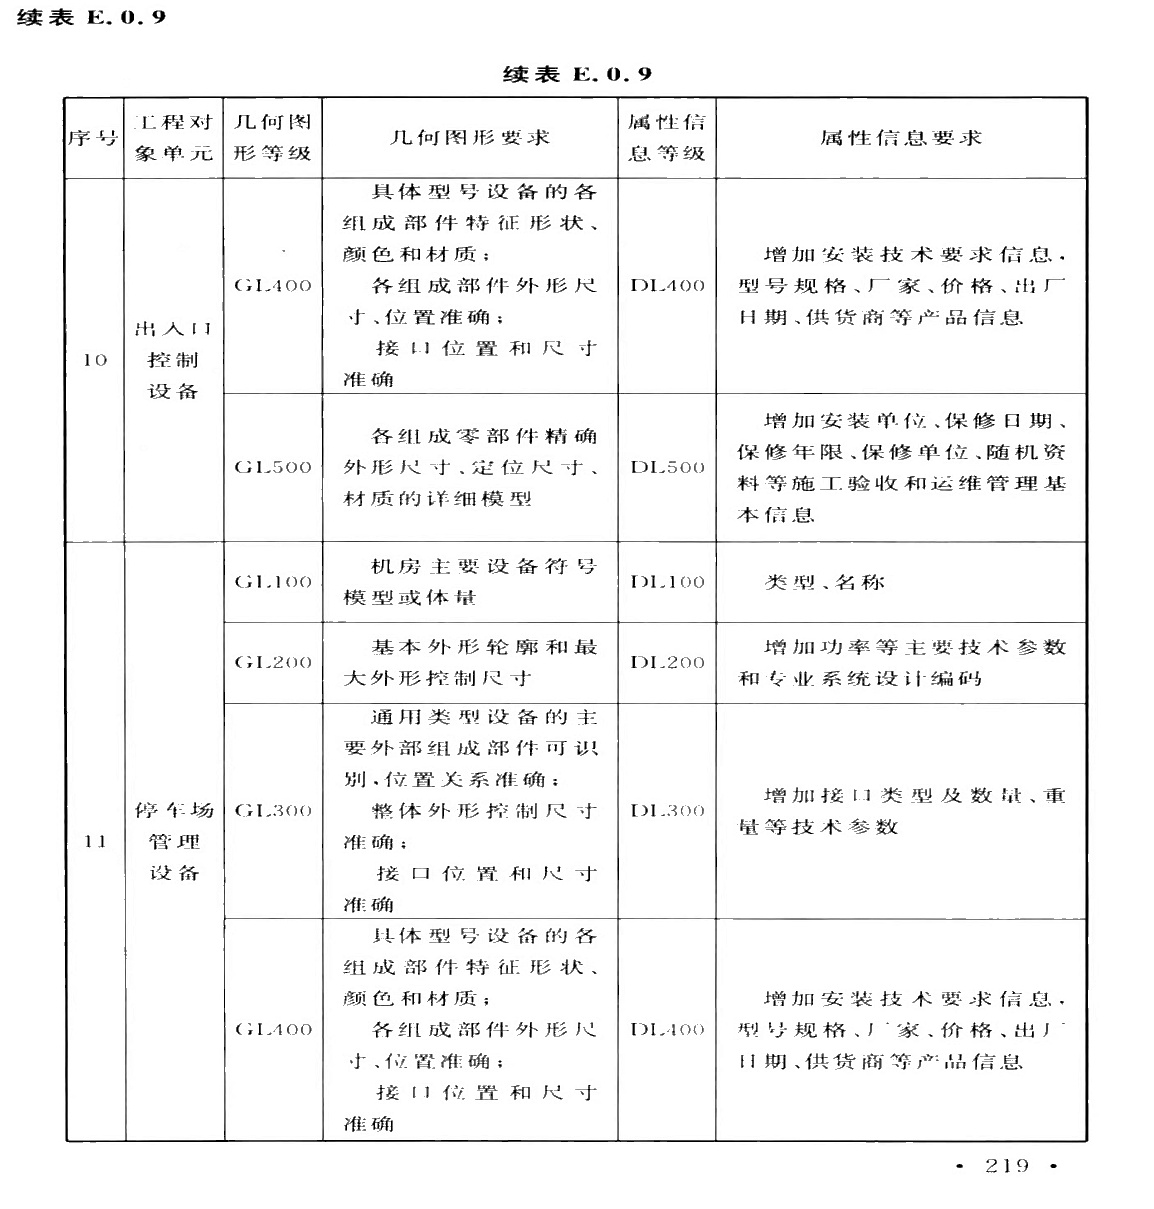 续表 E.0.9
续表 E.0.9
序号
工程对
象单元
几何图
形等级
几何图形要求
属性信
息等级
属性信息要求
10
出入口
控制
设备
GL400
具体型号设备的各
组成部件特征形状、
颜色和材质；
各组成部件外形尺
寸、位置准确；
接口位置和尺寸
准确
DL400
增加安装技术要求信息，
型号规格、厂家、价格、出厂
日期、供货商等产品信息
GL500
各组成零部件精确
外形尺寸、定位尺寸、
材质的详细模型
DL500
增加安装单位、保修日期、
保修年限、保修单位、随机资
料等施工验收和运维管理基
本信息
11
停车场
管理
设备
GL100
机房主要设备符号
模型或体量
DL100
类型、名称
GL200
基本外形轮廓和最
大外形控制尺寸
DL200
增加功率等主要技术参数
和专业系统设计编码
GL300
通用类型设备的主
要外部组成部件可识
别，位置关系准确；
整体外形控制尺寸
准确；
接口位置和尺寸
准确
DL300
增加接口类型及数量、重
量等技术参数
GL400
具体型号设备的各
组成部件特征形状、
颜色和材质；
各组成部件外形尺
寸、位置准确；
接口位置和尺寸
准确
DL400
增加安装技术要求信息，
型号规格、厂家、价格、出厂
日期、供货商等产品信息
• 219 •